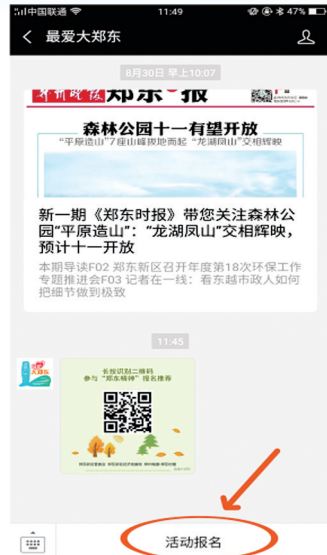 中国联通
11:49
47%
最爱大郑东
8月30日 早上10:07
郑东 报
森林公园十一有望开放
"平原造山"7座山峰拔地而起 "龙湖凤山"交相辉映
新一期《郑东时报》带您关注森林公
园"平原造山"："龙湖凤山"交相辉映,
预计十一开放
本期导读F02 郑东新区召开年度第18次环保工作
专题推进会F03 记者在一线：看东越市政人如何
把细节做到极致
11:45
大郑东
长按识别二维码
参与"郑东精神"报名推荐
活动报名